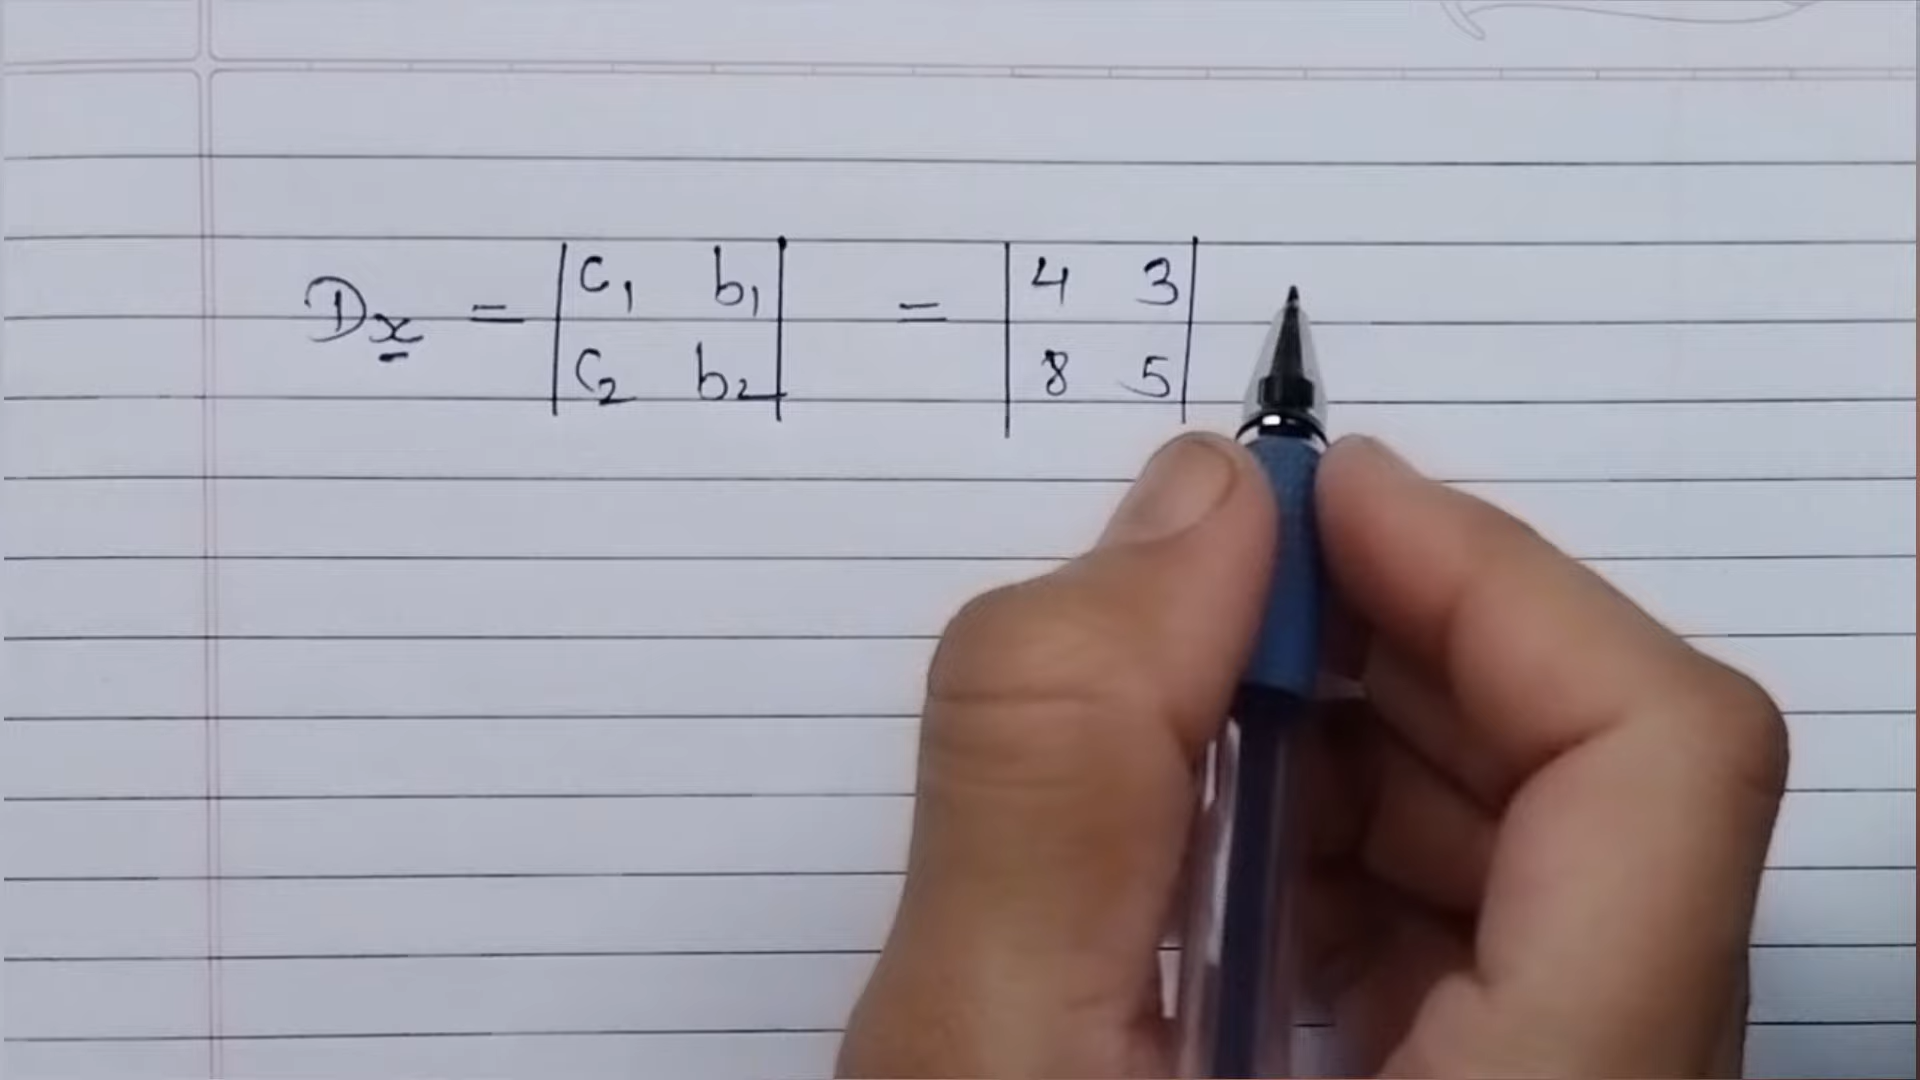 Dx = | c1 b1 | = | 4 3 |
| c2 b2 | | 8 5 |